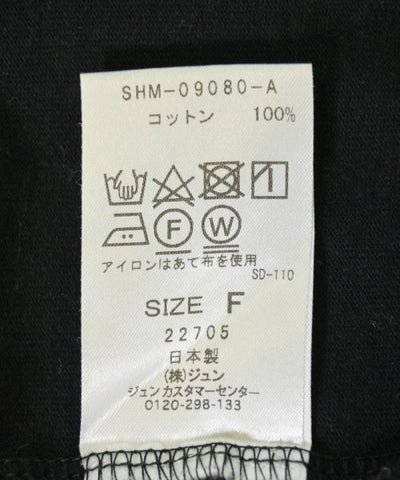 SHM-09080-A
コットン 100%
F W
アイロンはあて布を使用
SD-110
SIZE F
22705
日本製
(株)ジュン
ジュンカスタマーセンター
0120-298-133